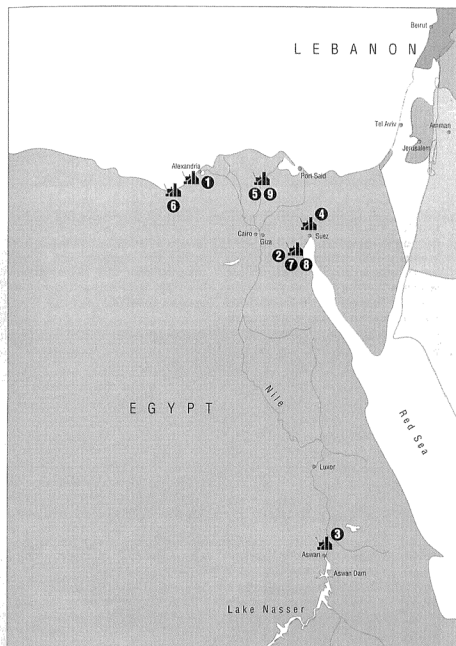 Beirut
LEBANON
Tel Aviv
Amman
Jerusalem
Alexandria
Port Said
1
6
5 9
4
Cairo
Giza
Suez
2
7 8
Nile
EGYPT
Red Sea
Luxor
3
Aswan
Aswan Dam
Lake Nasser